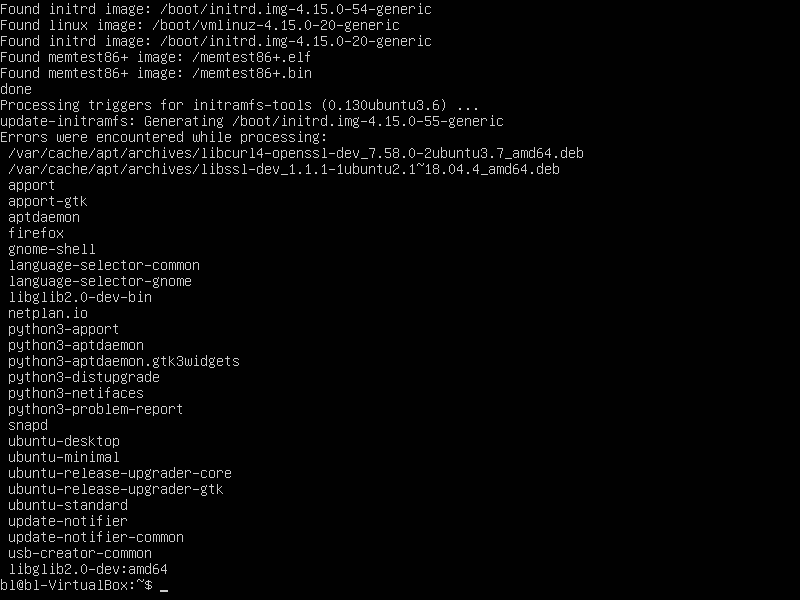 Found initrd image: /boot/initrd.img-4.15.0-54-generic
Found linux image: /boot/vmlinuz-4.15.0-20-generic
Found initrd image: /boot/initrd.img-4.15.0-20-generic
Found memtest86+ image: /memtest86+.elf
Found memtest86+ image: /memtest86+.bin
done
Processing triggers for initramfs-tools (0.130ubuntu3.6) ...
update-initramfs: Generating /boot/initrd.img-4.15.0-55-generic
Errors were encountered while processing:
 /var/cache/apt/archives/libcurl4-openssl-dev_7.58.0-2ubuntu3.7_amd64.deb
 /var/cache/apt/archives/libssl-dev_1.1.1-1ubuntu2.1~18.04.4_amd64.deb
 apport
 apport-gtk
 aptdaemon
 firefox
 gnome-shell
 language-selector-common
 language-selector-gnome
 libglib2.0-dev-bin
 netplan.io
 python3-apport
 python3-aptdaemon
 python3-aptdaemon.gtk3widgets
 python3-distupgrade
 python3-netifaces
 python3-problem-report
 snapd
 ubuntu-desktop
 ubuntu-minimal
 ubuntu-release-upgrader-core
 ubuntu-release-upgrader-gtk
 ubuntu-standard
 update-notifier
 update-notifier-common
 usb-creator-common
 libglib2.0-dev:amd64
bl@bl-VirtualBox:~$ _